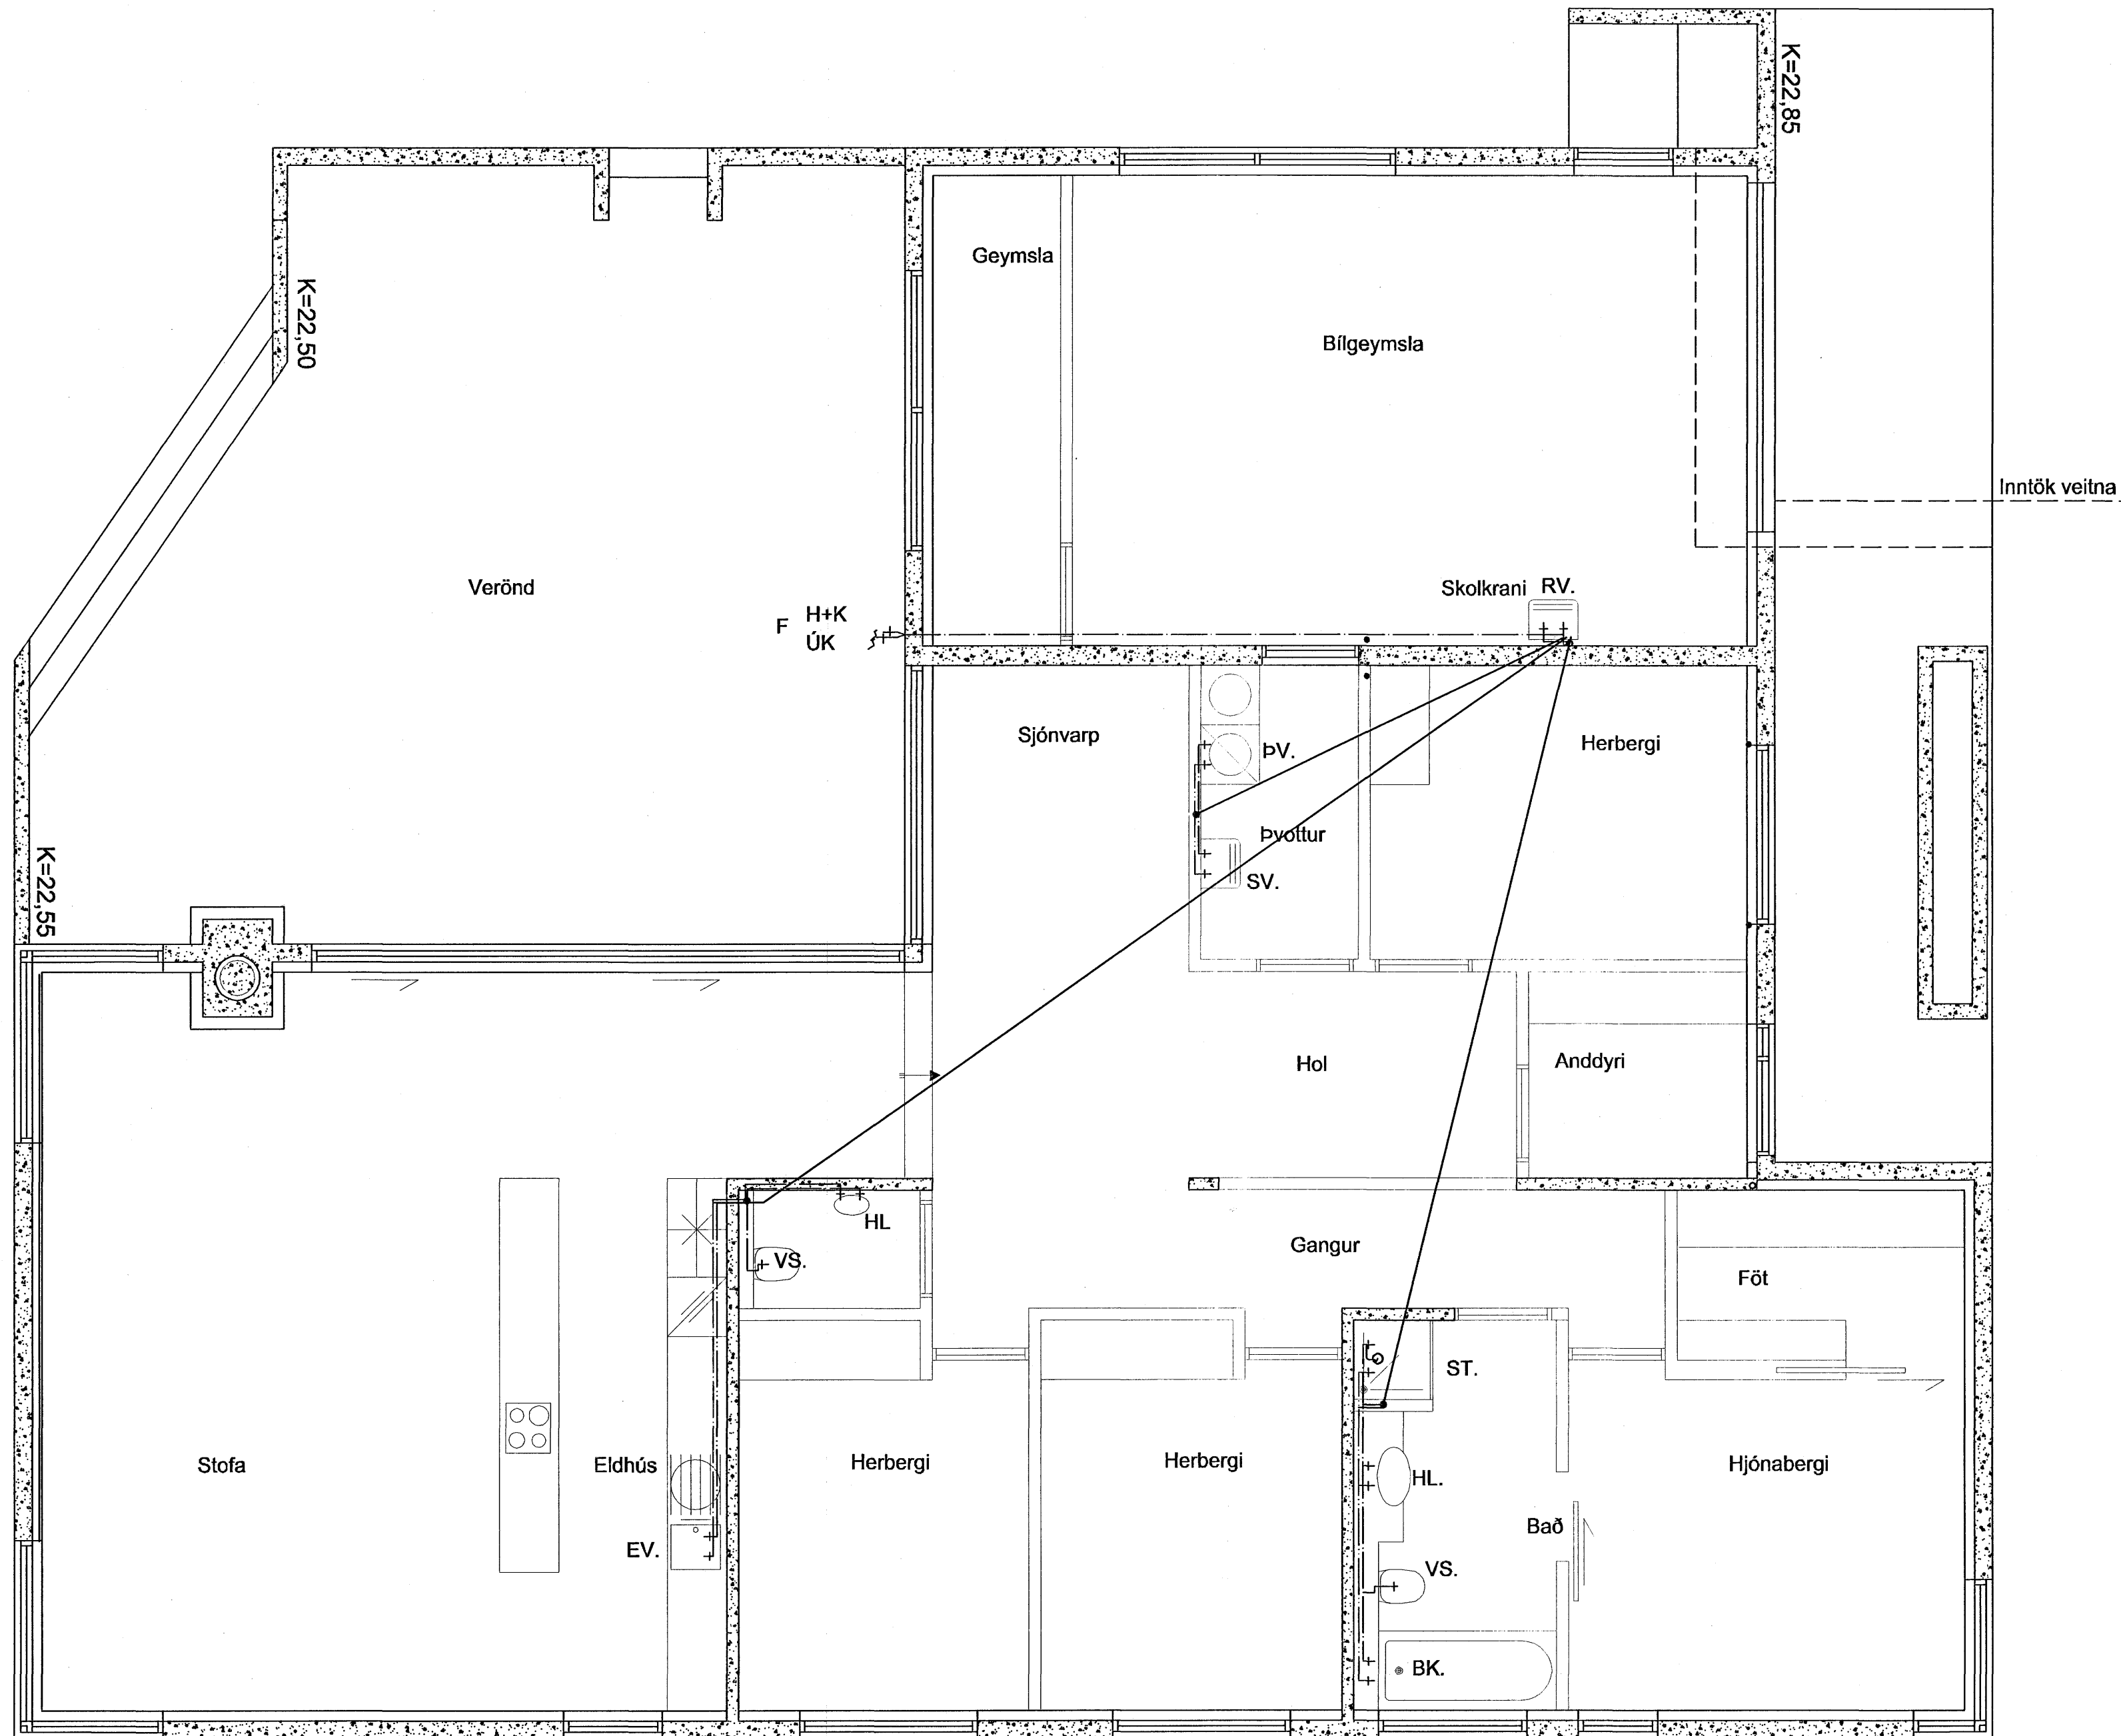 K=22,85
Geymsla
K=22,50
Bílgeymsla
Inntök veitna
Verönd
Skolkrani RV.
F H+K
ÚK
Sjónvarp
Herbergi
ÞV.
Þvottur
K=22,55
SV.
Hol
Anddyri
HL
Gangur
VS.
Föt
ST.
Stofa
Eldhús
Herbergi
Herbergi
Hjónabergi
HL.
Bað
EV.
VS.
BK.